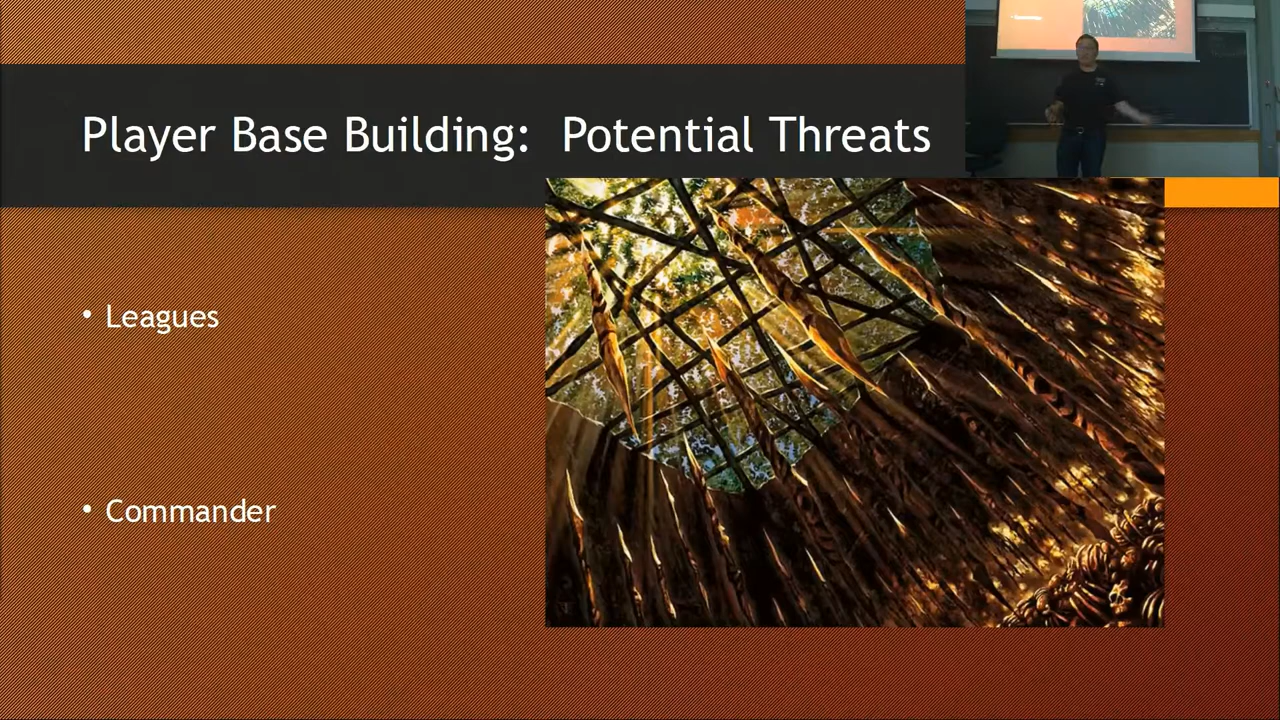 Player Base Building:  Potential Threats
• Leagues
• Commander